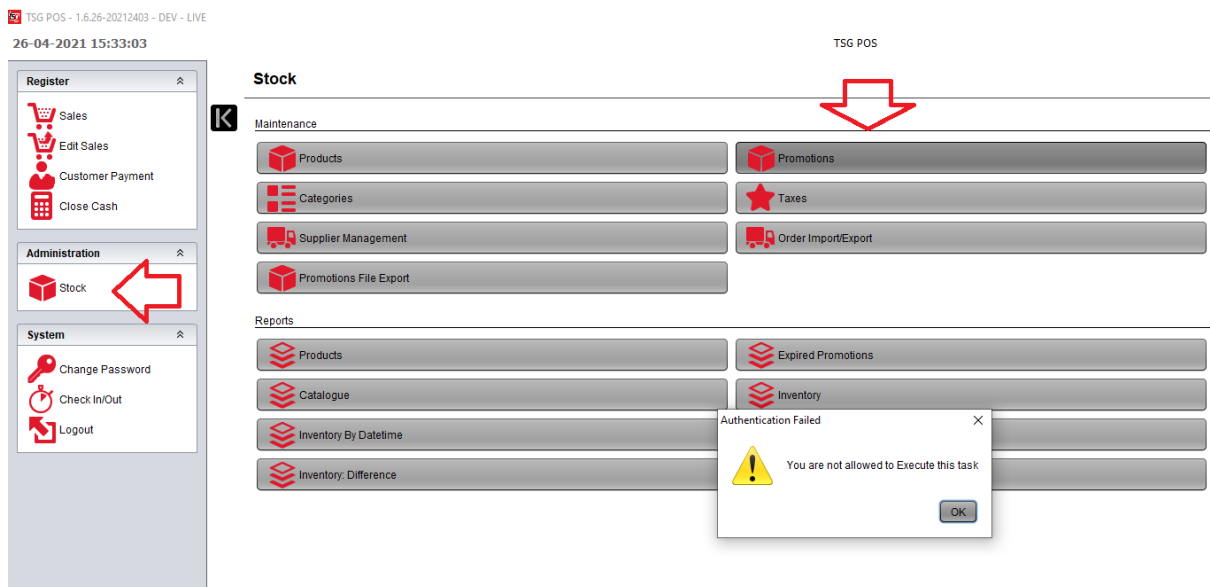 TSG POS - 1.6.26-20212403 - DEV - LIVE
26-04-2021 15:33:03
TSG POS
Register
Sales
Edit Sales
Customer Payment
Close Cash
Administration
Stock
System
Change Password
Check In/Out
Logout
Stock
Maintenance
Products
Promotions
Categories
Taxes
Supplier Management
Order Import/Export
Promotions File Export
Reports
Products
Expired Promotions
Catalogue
Inventory
Inventory By Datetime
Inventory: Difference
Authentication Failed
You are not allowed to Execute this task
OK